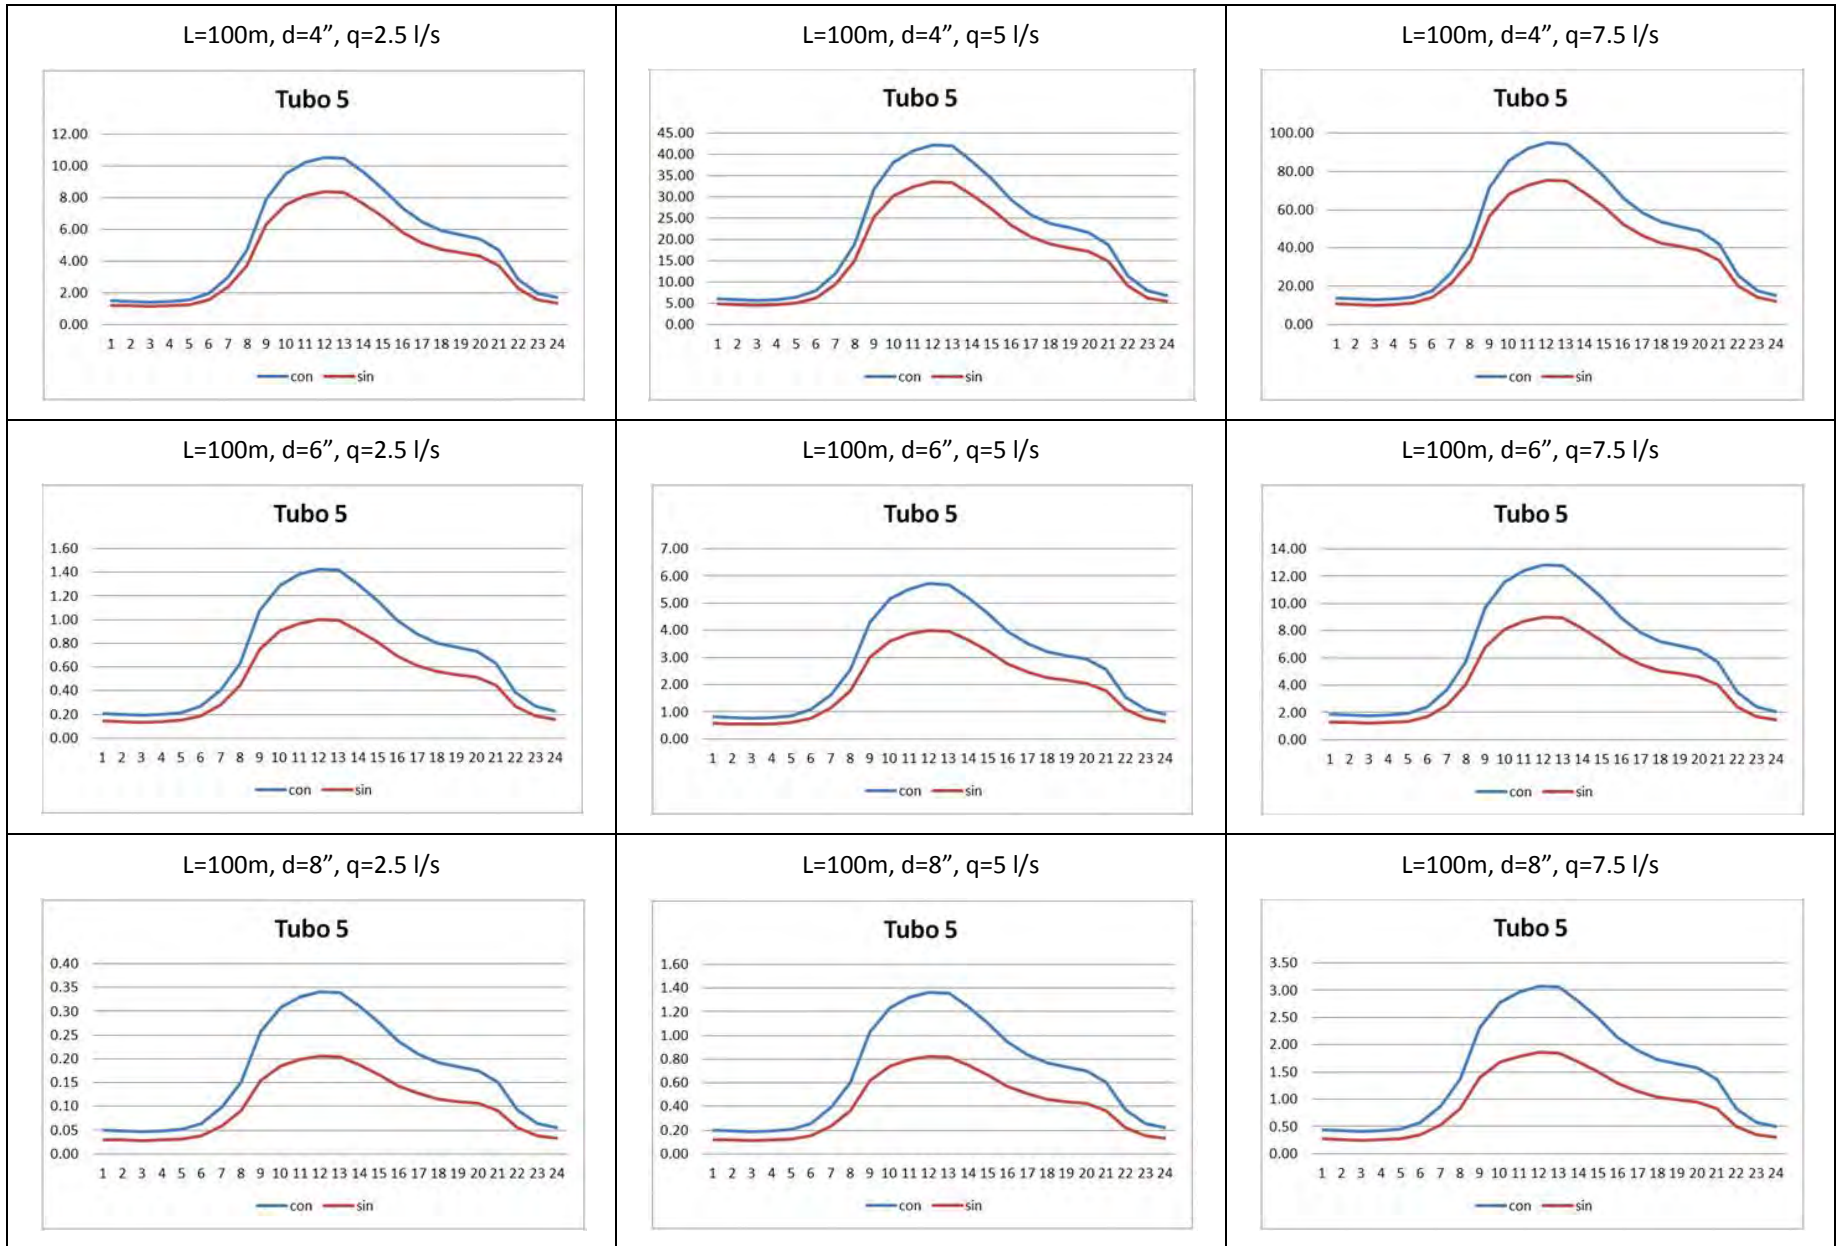 L=100m, d=4”, q=2.5 l/s
Tubo 5
12.00
10.00
8.00
6.00
4.00
2.00
0.00
1 2 3 4 5 6 7 8 9 10 11 12 13 14 15 16 17 18 19 20 21 22 23 24
con sin
L=100m, d=4”, q=5 l/s
Tubo 5
45.00
40.00
35.00
30.00
25.00
20.00
15.00
10.00
5.00
0.00
1 2 3 4 5 6 7 8 9 10 11 12 13 14 15 16 17 18 19 20 21 22 23 24
con sin
L=100m, d=4”, q=7.5 l/s
Tubo 5
100.00
80.00
60.00
40.00
20.00
0.00
1 2 3 4 5 6 7 8 9 10 11 12 13 14 15 16 17 18 19 20 21 22 23 24
con sin
L=100m, d=6”, q=2.5 l/s
Tubo 5
1.60
1.40
1.20
1.00
0.80
0.60
0.40
0.20
0.00
1 2 3 4 5 6 7 8 9 10 11 12 13 14 15 16 17 18 19 20 21 22 23 24
con sin
L=100m, d=6”, q=5 l/s
Tubo 5
7.00
6.00
5.00
4.00
3.00
2.00
1.00
0.00
1 2 3 4 5 6 7 8 9 10 11 12 13 14 15 16 17 18 19 20 21 22 23 24
con sin
L=100m, d=6”, q=7.5 l/s
Tubo 5
14.00
12.00
10.00
8.00
6.00
4.00
2.00
0.00
1 2 3 4 5 6 7 8 9 10 11 12 13 14 15 16 17 18 19 20 21 22 23 24
con sin
L=100m, d=8”, q=2.5 l/s
Tubo 5
0.40
0.35
0.30
0.25
0.20
0.15
0.10
0.05
0.00
1 2 3 4 5 6 7 8 9 10 11 12 13 14 15 16 17 18 19 20 21 22 23 24
con sin
L=100m, d=8”, q=5 l/s
Tubo 5
1.60
1.40
1.20
1.00
0.80
0.60
0.40
0.20
0.00
1 2 3 4 5 6 7 8 9 10 11 12 13 14 15 16 17 18 19 20 21 22 23 24
con sin
L=100m, d=8”, q=7.5 l/s
Tubo 5
3.50
3.00
2.50
2.00
1.50
1.00
0.50
0.00
1 2 3 4 5 6 7 8 9 10 11 12 13 14 15 16 17 18 19 20 21 22 23 24
con sin